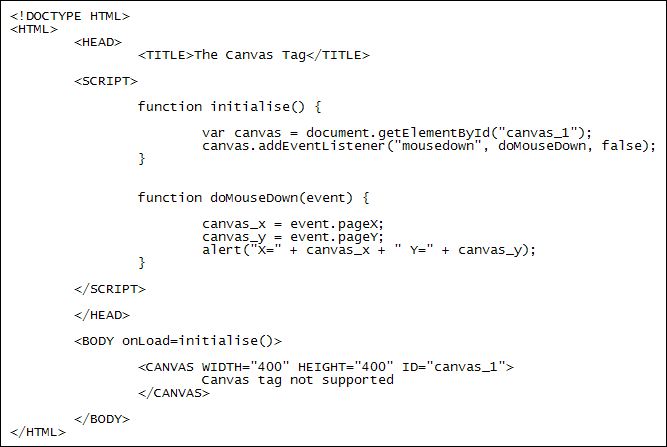 <!DOCTYPE HTML>
<HTML>
<HEAD>
<TITLE>The Canvas Tag</TITLE>
<SCRIPT>
function initialise() {
var canvas = document.getElementById("canvas_1");
canvas.addEventListener("mousedown", doMouseDown, false);
}
function doMouseDown(event) {
canvas_x = event.pageX;
canvas_y = event.pageY;
alert("X=" + canvas_x + " Y=" + canvas_y);
}
</SCRIPT>
</HEAD>
<BODY onLoad=initialise()>
<CANVAS WIDTH="400" HEIGHT="400" ID="canvas_1">
Canvas tag not supported
</CANVAS>
</BODY>
</HTML>